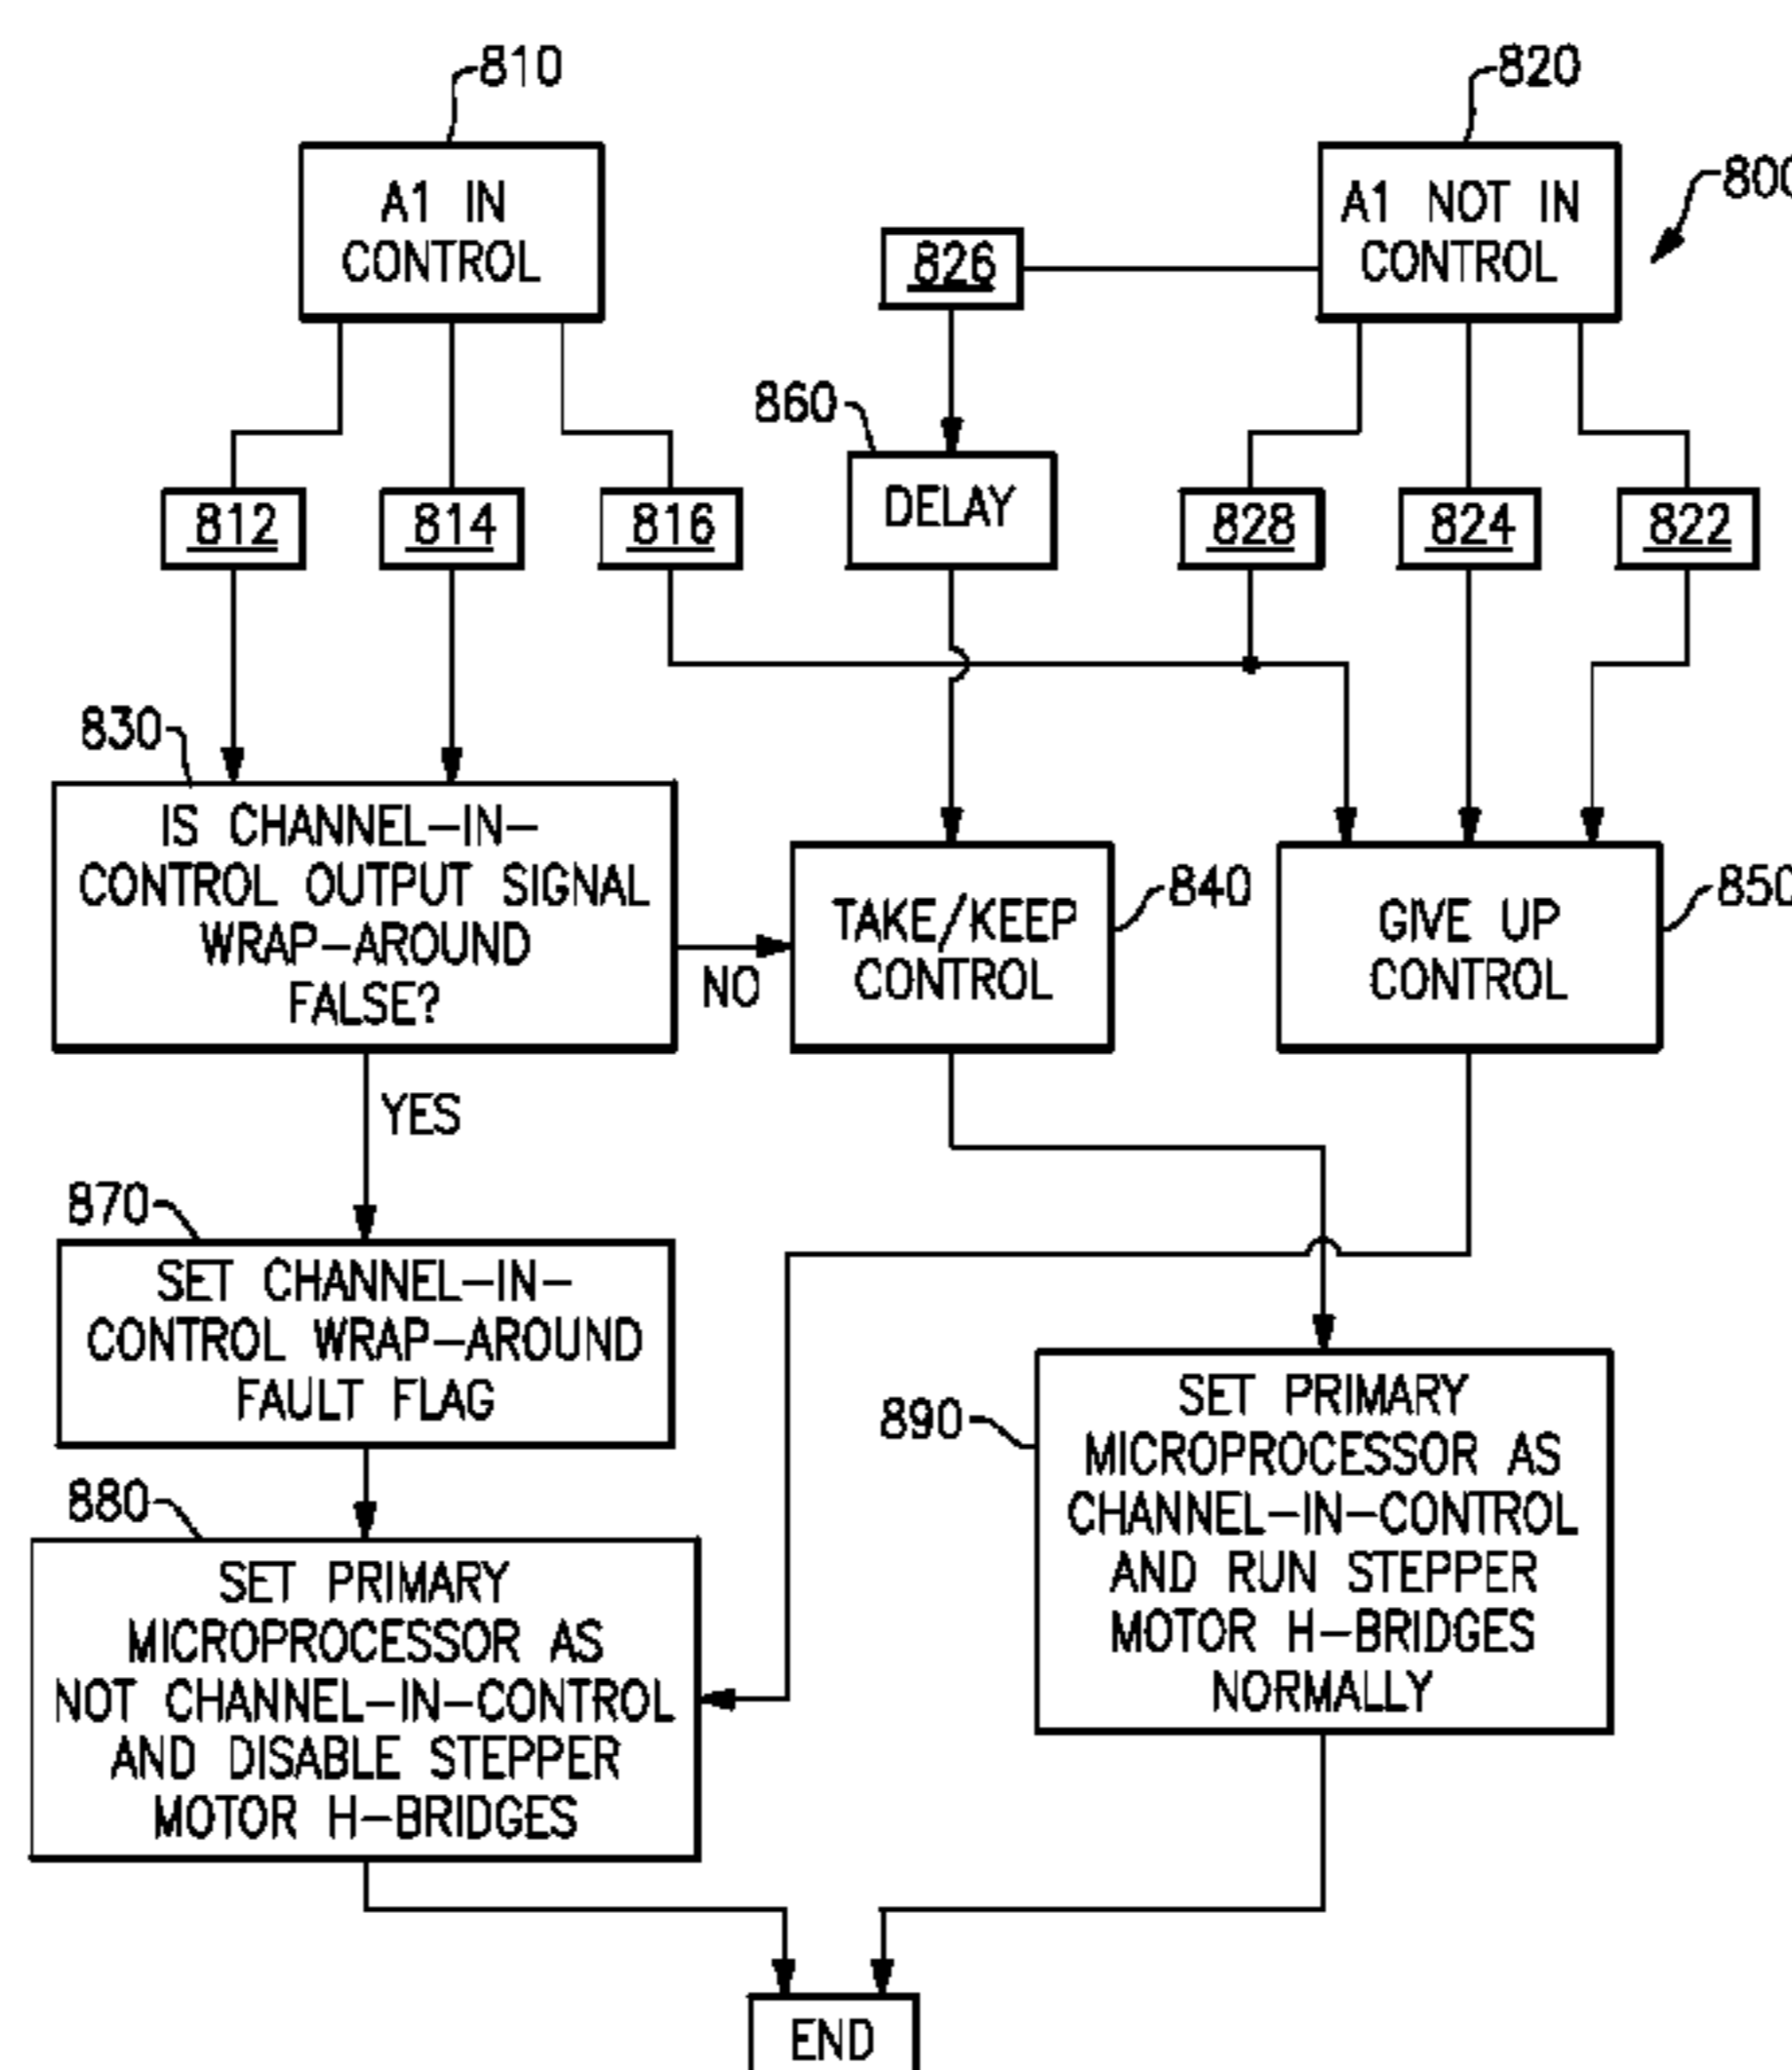 810
820
800
A1 IN
CONTROL
A1 NOT IN
CONTROL
826
860
DELAY
812
814
816
828
824
822
830
IS CHANNEL-IN-
CONTROL OUTPUT SIGNAL
WRAP-AROUND
FALSE?
NO
TAKE/KEEP
CONTROL
840
GIVE UP
CONTROL
850
YES
870
SET CHANNEL-IN-
CONTROL WRAP-AROUND
FAULT FLAG
880
SET PRIMARY
MICROPROCESSOR AS
NOT CHANNEL-IN-CONTROL
AND DISABLE STEPPER
MOTOR H-BRIDGES
890
SET PRIMARY
MICROPROCESSOR AS
CHANNEL-IN-CONTROL
AND RUN STEPPER
MOTOR H-BRIDGES
NORMALLY
END